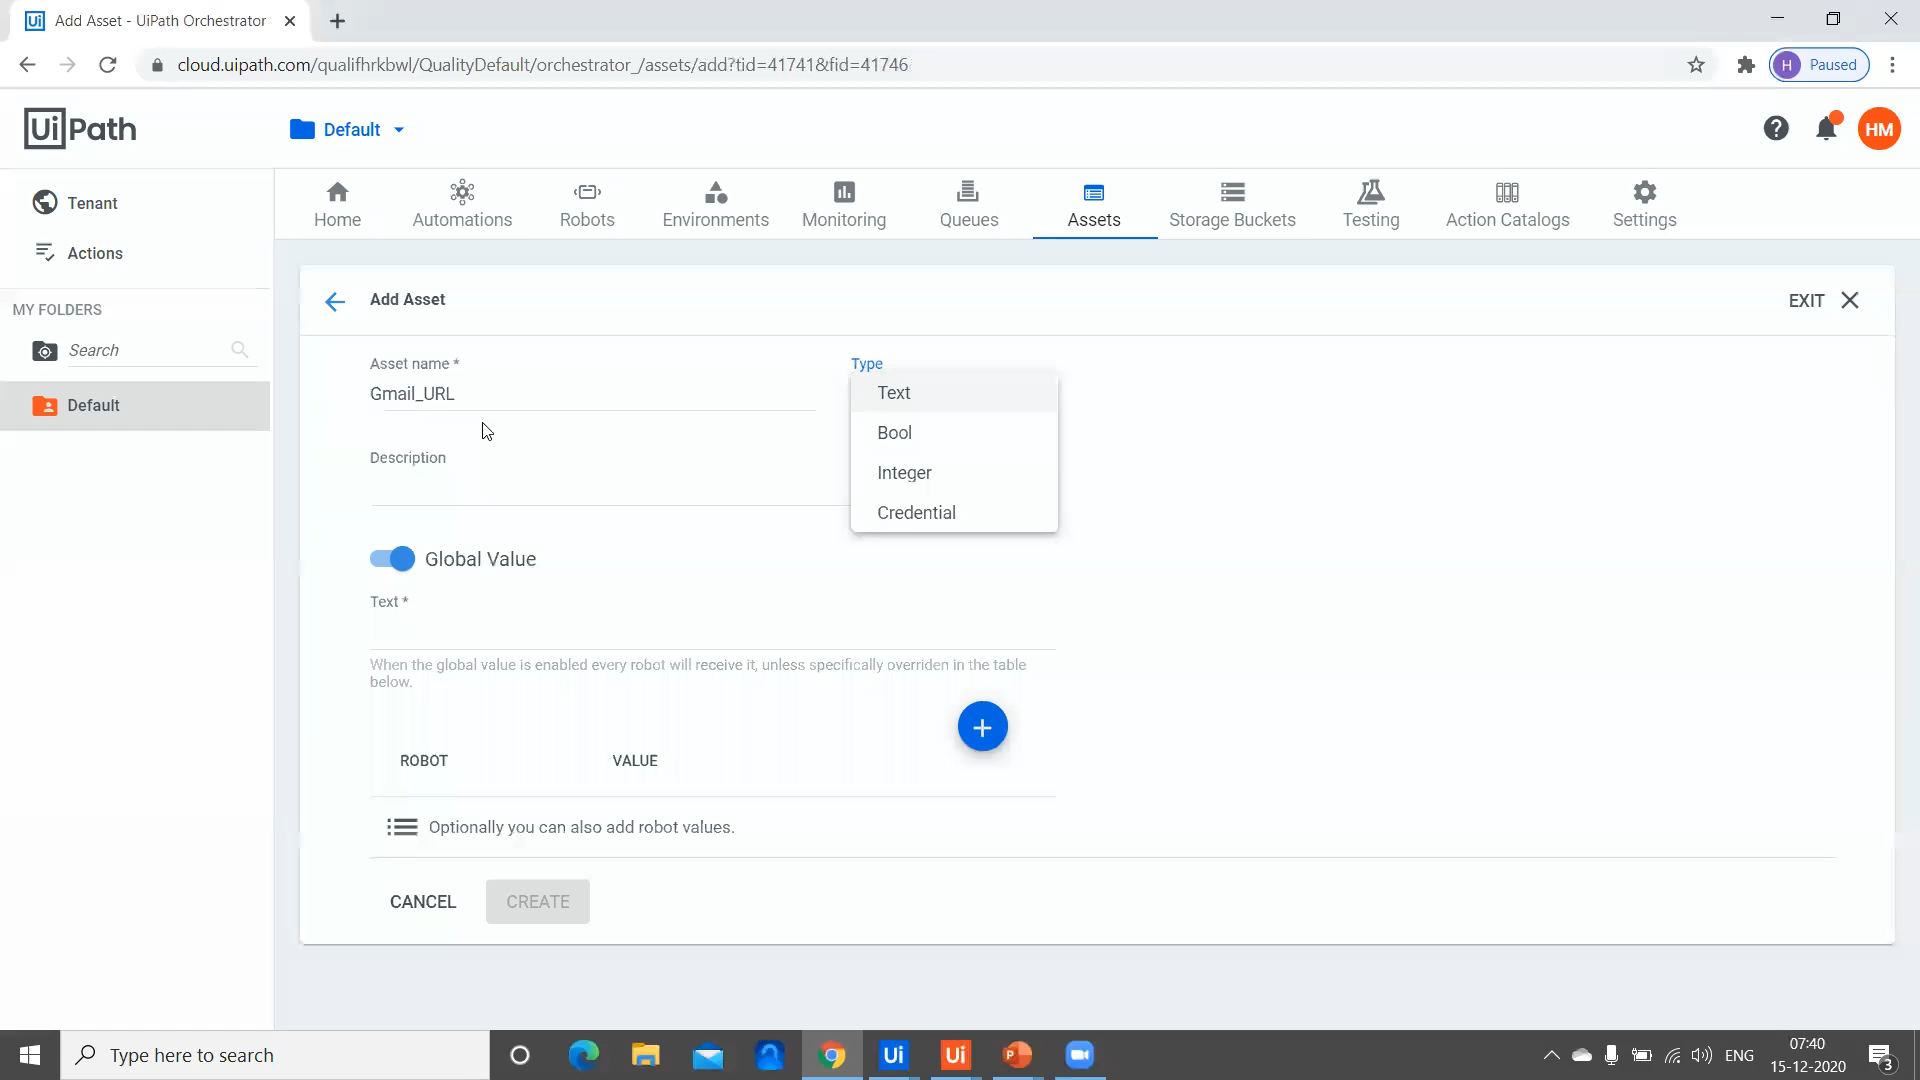 Add Asset - UiPath Orchestrator
cloud.uipath.com/qualifhrkbwl/QualityDefault/orchestrator_/assets/add?tid=41741&fid=41746
H Paused
UiPath
Default
HM
Tenant
Actions
MY FOLDERS
Search
Default
Home
Automations
Robots
Environments
Monitoring
Queues
Assets
Storage Buckets
Testing
Action Catalogs
Settings
Add Asset
EXIT
Asset name *
Gmail_URL
Type
Text
Bool
Integer
Credential
Description
Global Value
Text *
When the global value is enabled every robot will receive it, unless specifically overriden in the table
below.
ROBOT VALUE
Optionally you can also add robot values.
CANCEL CREATE
Type here to search
ENG
07:40
15-12-2020
3